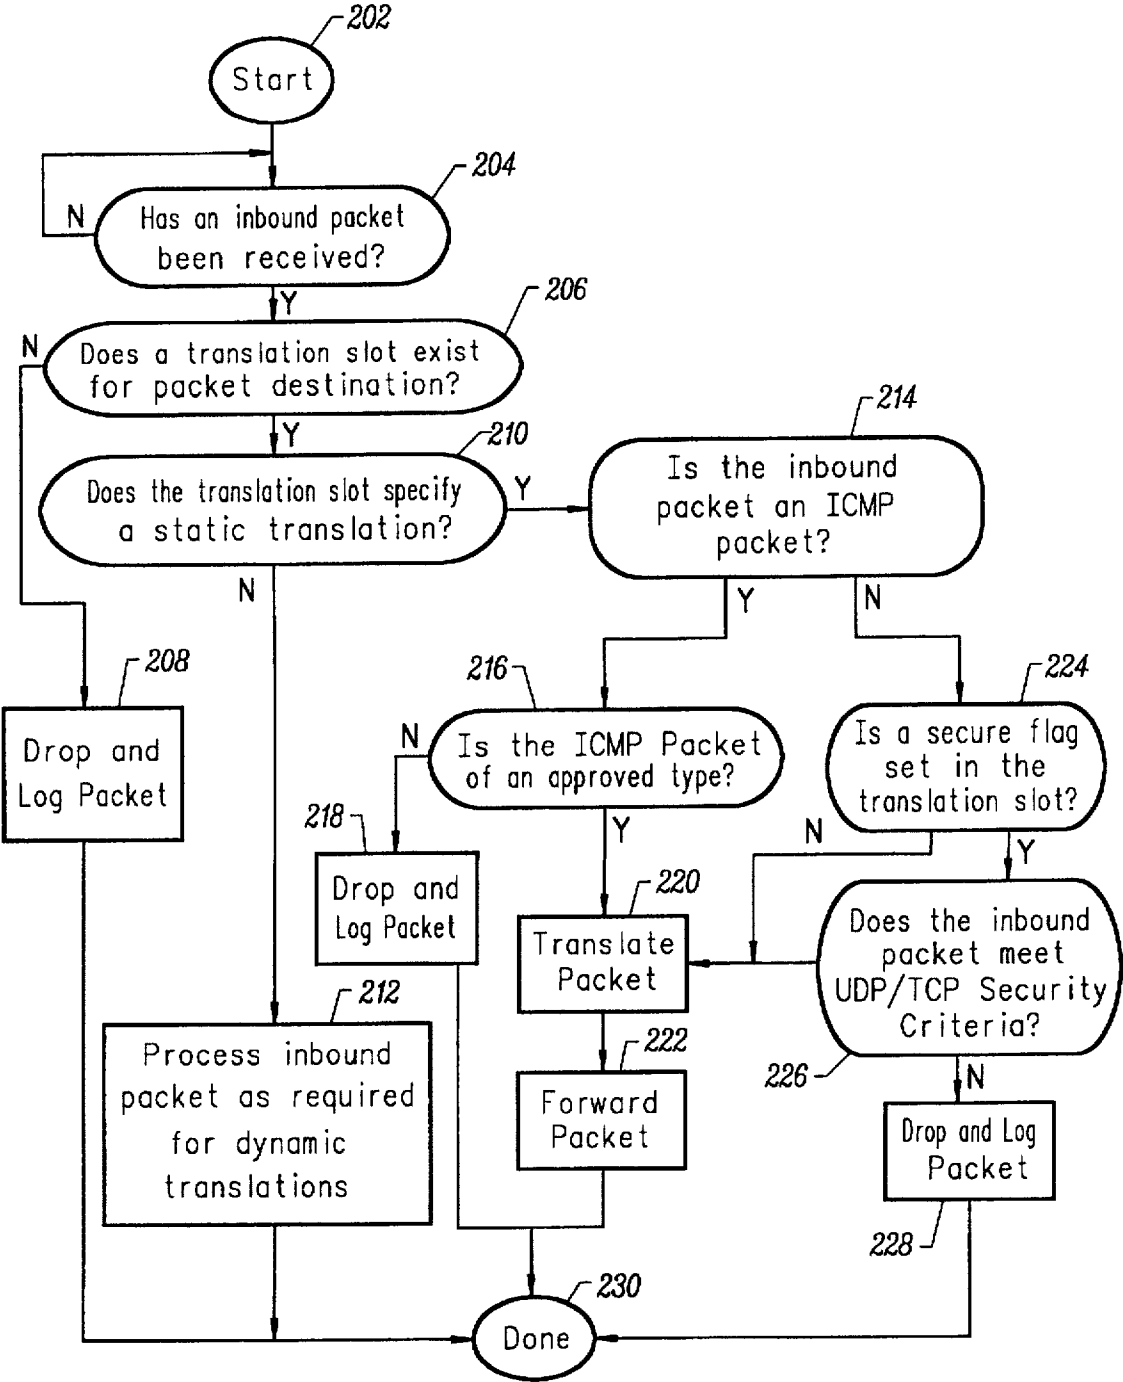 202
Start
204
N
Has an inbound packet
been received?
Y
206
N
Does a translation slot exist
for packet destination?
Y
210
Does the translation slot specify
a static translation?
Y
N
214
Is the inbound
packet an ICMP
packet?
Y
N
208
Drop and
Log Packet
216
N
Is the ICMP Packet
of an approved type?
Y
224
Is a secure flag
set in the
translation slot?
N
Y
218
Drop and
Log Packet
220
Translate
Packet
Does the inbound
packet meet
UDP/TCP Security
Criteria?
226
N
212
Process inbound
packet as required
for dynamic
translations
222
Forward
Packet
Drop and Log
Packet
228
230
Done